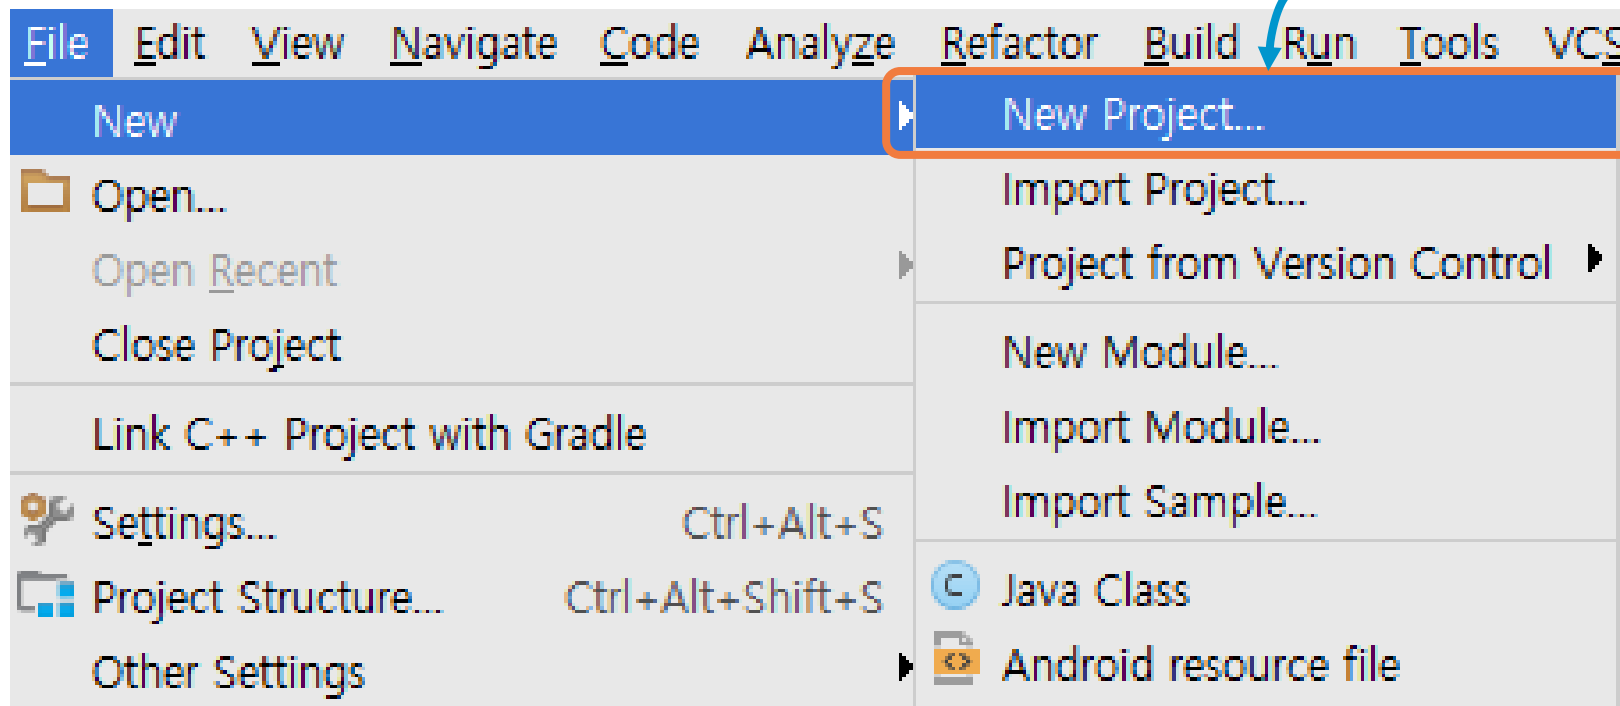 File Edit View Navigate Code Analyze Refactor Build Run Tools VCS
New
Open...
Open Recent
Close Project
Link C++ Project with Gradle
Settings... Ctrl+Alt+S
Project Structure... Ctrl+Alt+Shift+S
Other Settings
New Project...
Import Project...
Project from Version Control
New Module...
Import Module...
Import Sample...
C Java Class
Android resource file